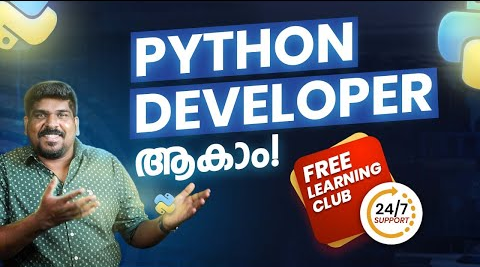 PYTHON
DEVELOPER
ആകാം!
FREE
LEARNING
CLUB
24/7
SUPPORT